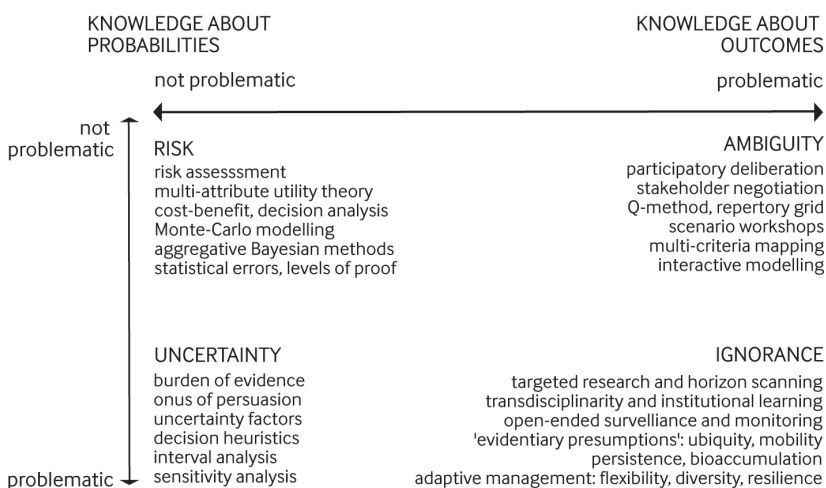 KNOWLEDGE ABOUT
PROBABILITIES
KNOWLEDGE ABOUT
OUTCOMES
not problematic
problematic
not
problematic
RISK
risk assesssment
multi-attribute utility theory
cost-benefit, decision analysis
Monte-Carlo modelling
aggregative Bayesian methods
statistical errors, levels of proof
AMBIGUITY
participatory deliberation
stakeholder negotiation
Q-method, repertory grid
scenario workshops
multi-criteria mapping
interactive modelling
UNCERTAINTY
burden of evidence
onus of persuasion
uncertainty factors
decision heuristics
interval analysis
sensitivity analysis
IGNORANCE
targeted research and horizon scanning
transdisciplinarity and institutional learning
open-ended survelliance and monitoring
'evidentiary presumptions': ubiquity, mobility
persistence, bioaccumulation
adaptive management: flexibility, diversity, resilience
problematic